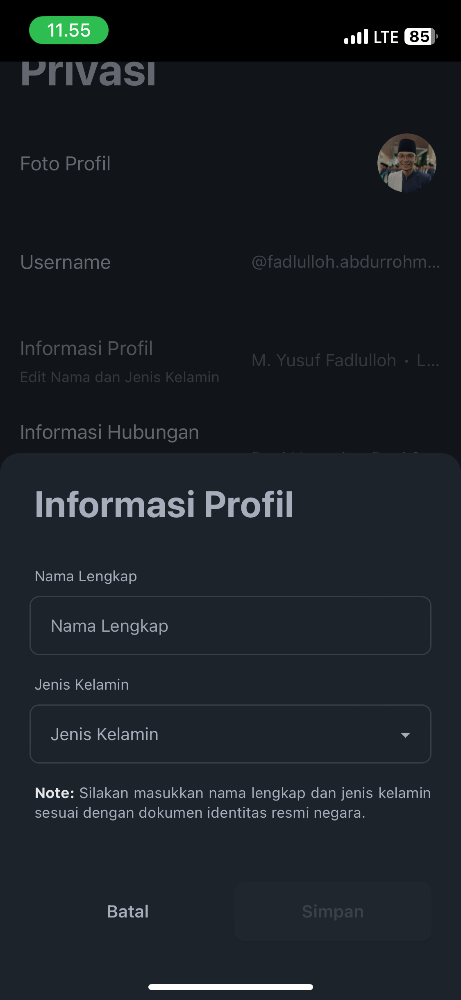 11.55
LTE 85
Privasi
Foto Profil
Username @fadlulloh.abdurrohm...
Informasi Profil
M. Yusuf Fadlulloh • L...
Edit Nama dan Jenis Kelamin
Informasi Hubungan
Informasi Profil
Nama Lengkap
Nama Lengkap
Jenis Kelamin
Jenis Kelamin
Note: Silakan masukkan nama lengkap dan jenis kelamin
sesuai dengan dokumen identitas resmi negara.
Batal Simpan